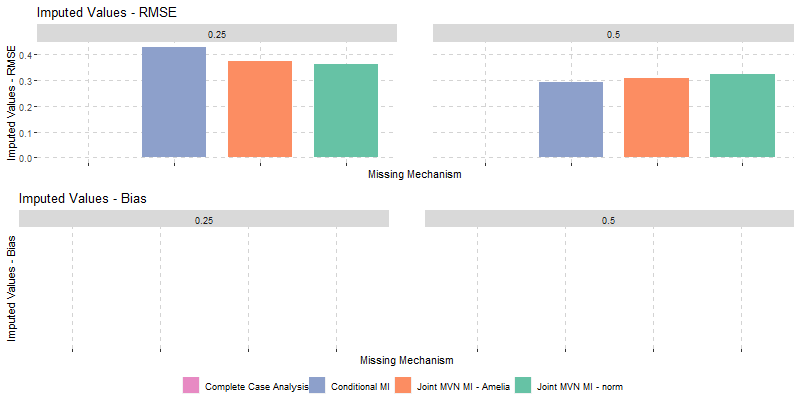 Imputed Values - RMSE
0.25
0.5
Imputed Values - RMSE
0.4
0.3
0.2
0.1
0.0
Missing Mechanism
Imputed Values - Bias
0.25
0.5
Imputed Values - Bias
Missing Mechanism
Complete Case Analysis Conditional MI Joint MVN MI - Amelia Joint MVN MI - norm